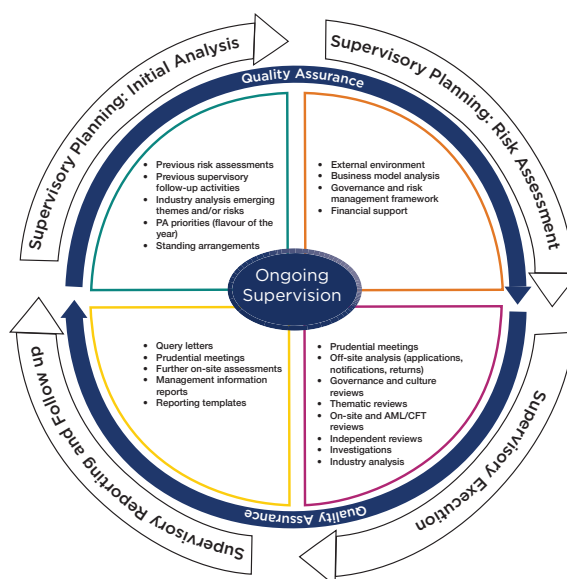 Supervisory Planning: Initial Analysis
Supervisory Planning: Risk Assessment
Quality Assurance
• Previous risk assessments
• Previous supervisory
follow-up activities
• Industry analysis emerging
themes and/or risks
• PA priorities (flavour of the
year)
• Standing arrangements
• External environment
• Business model analysis
• Governance and risk
management framework
• Financial support
Ongoing
Supervision
• Query letters
• Prudential meetings
• Further on-site assessments
• Management information
reports
• Reporting templates
• Prudential meetings
• Off-site analysis (applications,
notifications, returns)
• Governance and culture
reviews
• Thematic reviews
• On-site and AML/CFT
reviews
• Independent reviews
• Investigations
• Industry analysis
Quality Assurance
Supervisory Reporting and Follow up
Supervisory Execution